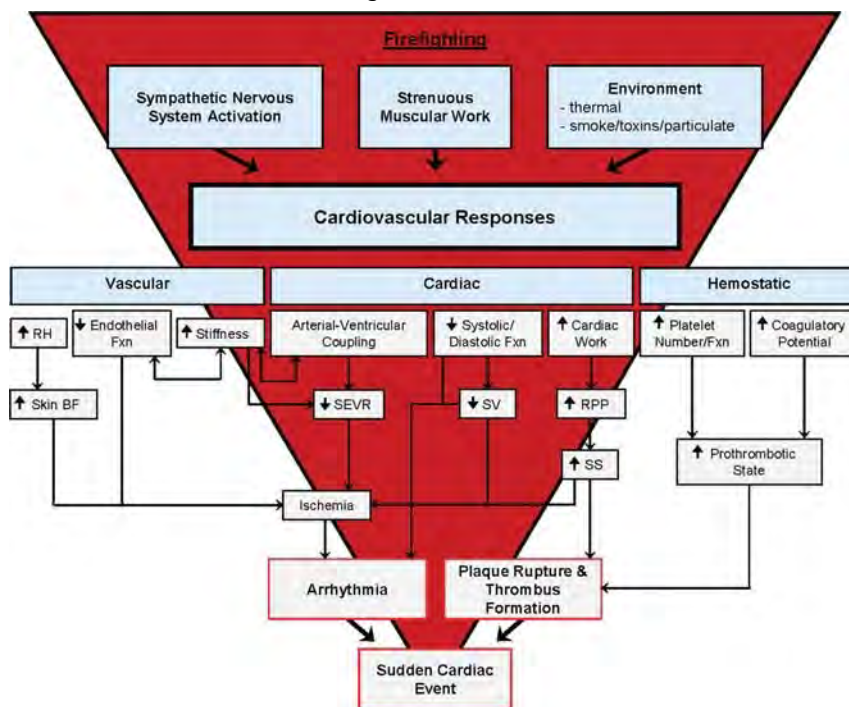 Firefighting
Sympathetic Nervous
System Activation
Strenuous
Muscular Work
Environment
- thermal
- smoke/toxins/particulate
Cardiovascular Responses
Vascular
Cardiac
Hemostatic
↑ RH
↓ Endothelial
Fxn
↑ Stiffness
Arterial-Ventricular
Coupling
↓ Systolic/
Diastolic Fxn
↑ Cardiac
Work
↑ Platelet
Number/Fxn
↑ Coagulatory
Potential
↑ Skin BF
↓ SEVR
↓ SV
↑ RPP
↑ SS
↑ Prothrombotic
State
Ischemia
Arrhythmia
Plaque Rupture &
Thrombus
Formation
Sudden Cardiac
Event